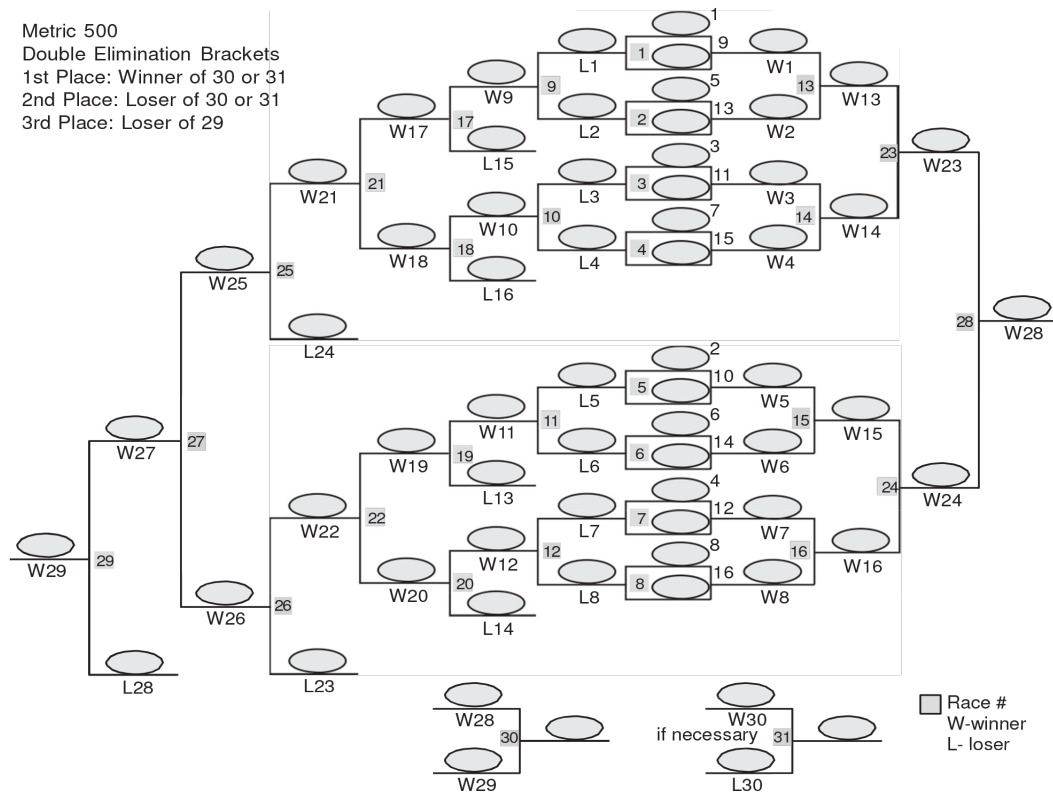 Metric 500
Double Elimination Brackets
1st Place: Winner of 30 or 31
2nd Place: Loser of 30 or 31
3rd Place: Loser of 29
1
1
9
L1
W1
W9
9
13
W13
5
2
13
L2
W2
W17
17
L15
23
W23
3
3
11
L3
W3
W21
21
W10
10
14
W14
7
4
15
L4
W4
W18
18
L16
W25
25
L24
28
W28
2
5
10
L5
W5
W11
11
15
W15
6
6
14
L6
W6
W19
19
L13
W27
27
24
W24
4
7
12
L7
W7
W22
22
W12
12
16
W16
8
8
16
L8
W8
W20
20
L14
W29
29
W26
26
L28
L23
W28
30
W29
W30
if necessary
31
L30
Race #
W-winner
L- loser